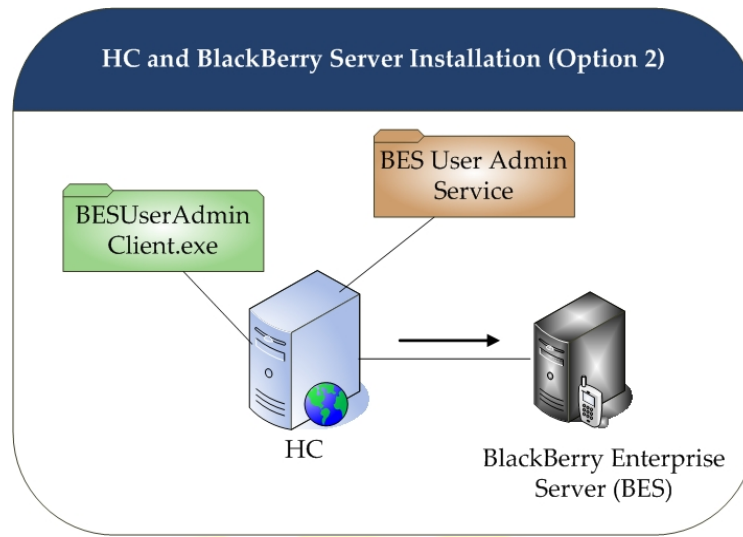 HC and BlackBerry Server Installation (Option 2)
BES User Admin
Service
BESUserAdmin
Client.exe
HC
BlackBerry Enterprise
Server (BES)